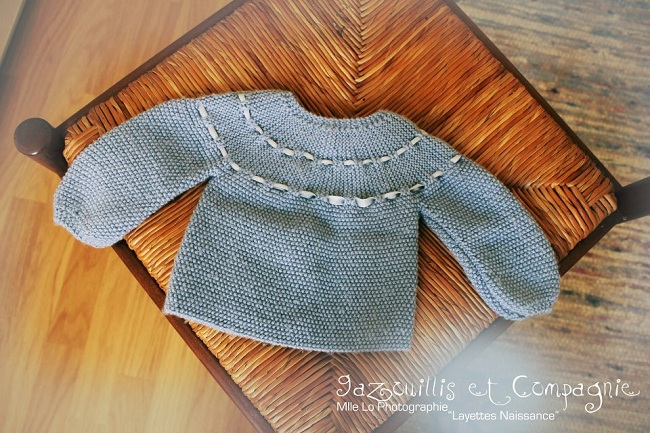 Gazouillis et Compagnie
Mlle Lo Photographie "Layettes Naissance"